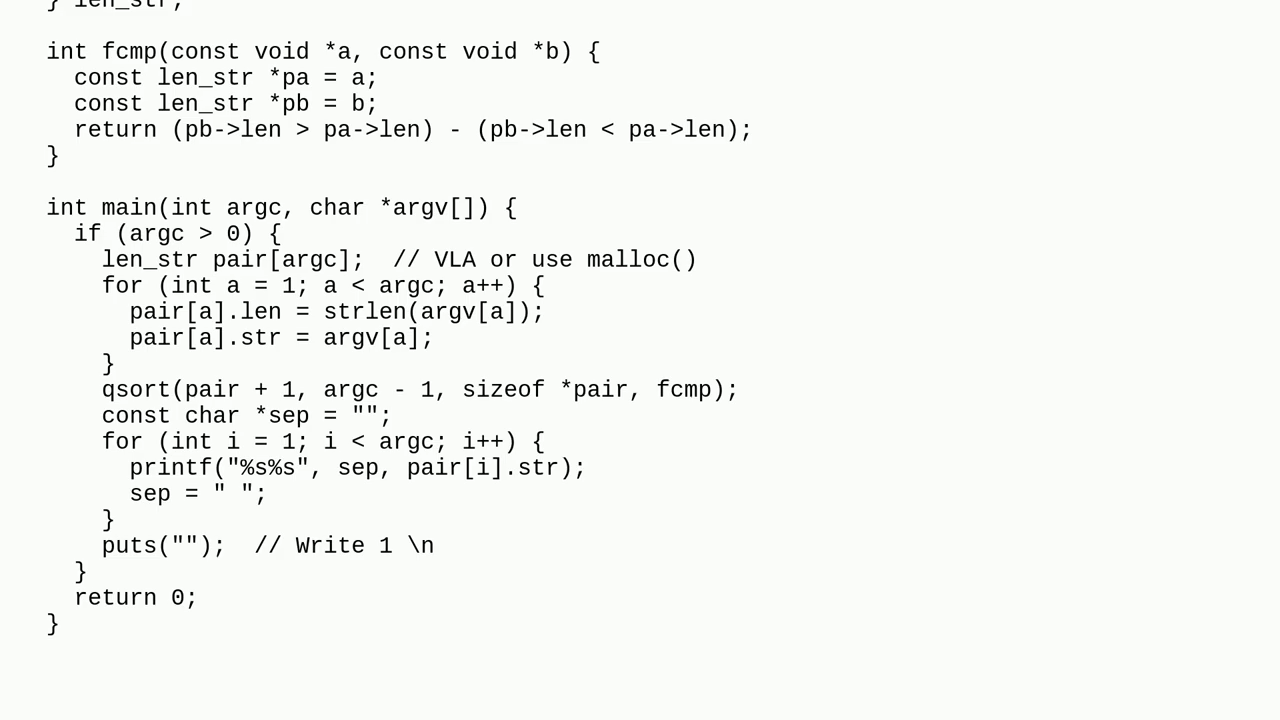 } len_str;

int fcmp(const void *a, const void *b) {
  const len_str *pa = a;
  const len_str *pb = b;
  return (pb->len > pa->len) - (pb->len < pa->len);
}

int main(int argc, char *argv[]) {
  if (argc > 0) {
    len_str pair[argc];  // VLA or use malloc()
    for (int a = 1; a < argc; a++) {
      pair[a].len = strlen(argv[a]);
      pair[a].str = argv[a];
    }
    qsort(pair + 1, argc - 1, sizeof *pair, fcmp);
    const char *sep = "";
    for (int i = 1; i < argc; i++) {
      printf("%s%s", sep, pair[i].str);
      sep = " ";
    }
    puts("");  // Write 1 \n
  }
  return 0;
}